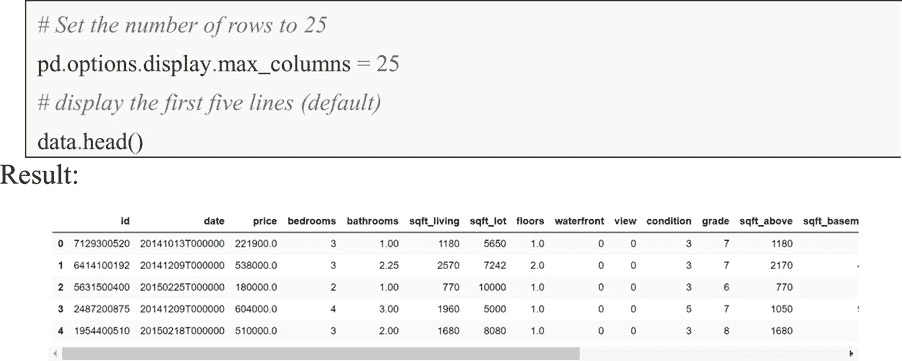 # Set the number of rows to 25
pd.options.display.max_columns = 25
# display the first five lines (default)
data.head()
Result:
id date price bedrooms bathrooms sqft_living sqft_lot floors waterfront view condition grade sqft_above sqft_basem
0 7129300520 20141013T000000 221900.0 3 1.00 1180 5650 1.0 0 0 3 7 1180
1 6414100192 20141209T000000 538000.0 3 2.25 2570 7242 2.0 0 0 3 7 2170
2 5631500400 20150225T000000 180000.0 2 1.00 770 10000 1.0 0 0 3 6 770
3 2487200875 20141209T000000 604000.0 4 3.00 1960 5000 1.0 0 0 5 7 1050
4 1954400510 20150218T000000 510000.0 3 2.00 1680 8080 1.0 0 0 3 8 1680